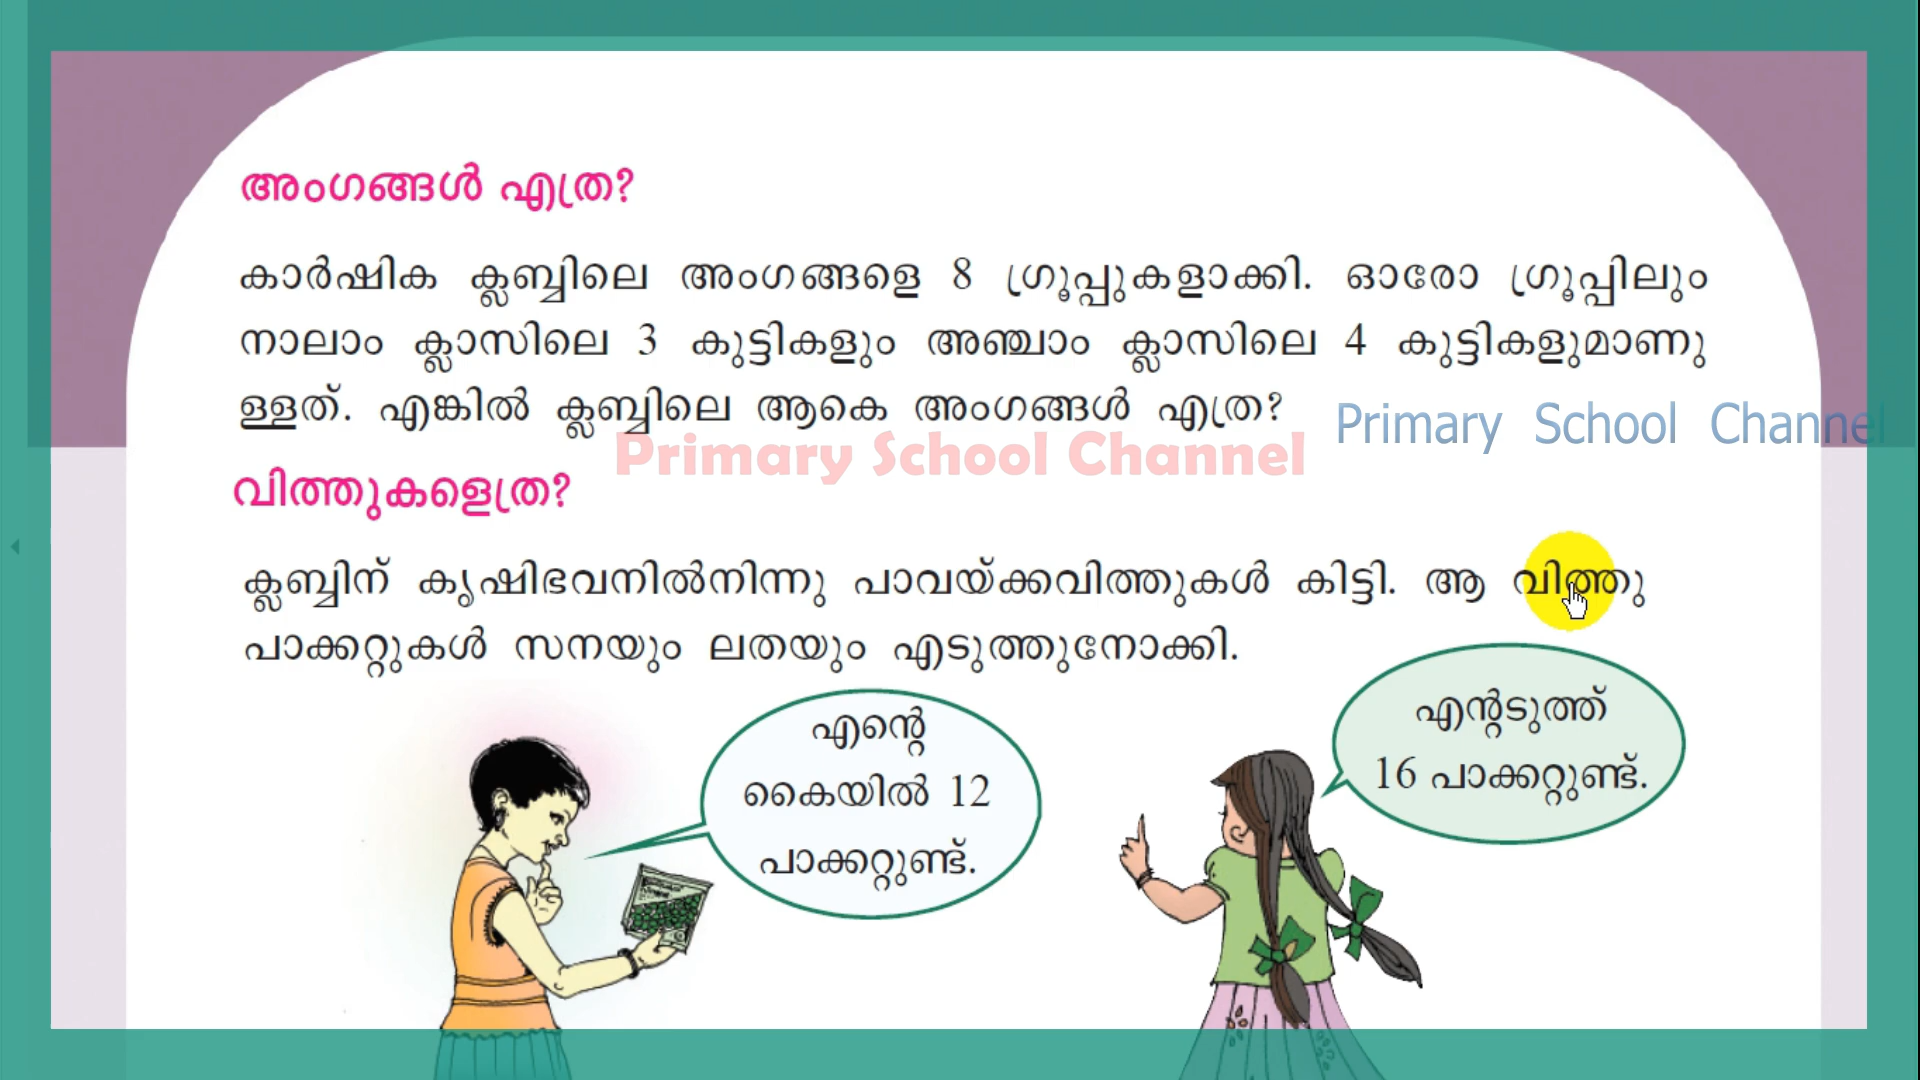 അംഗങ്ങൾ എത്ര?
കാർഷിക ക്ലബ്ബിലെ അംഗങ്ങളെ 8 ഗ്രൂപ്പുകളാക്കി. ഓരോ ഗ്രൂപ്പിലും
നാലാം ക്ലാസിലെ 3 കുട്ടികളും അഞ്ചാം ക്ലാസിലെ 4 കുട്ടികളുമാണു
ള്ളത്. എങ്കിൽ ക്ലബ്ബിലെ ആകെ അംഗങ്ങൾ എത്ര?
Primary School Channel
Primary School Channel
വിത്തുകളെത്ര?
ക്ലബ്ബിന് കൃഷിഭവനിൽനിന്നു പാവയ്ക്കവിത്തുകൾ കിട്ടി. ആ വിത്തു
പാക്കറ്റുകൾ സനയും ലതയും എടുത്തുനോക്കി.
എന്റെ
കൈയിൽ 12
പാക്കറ്റുണ്ട്.
എന്റടുത്ത്
16 പാക്കറ്റുണ്ട്.